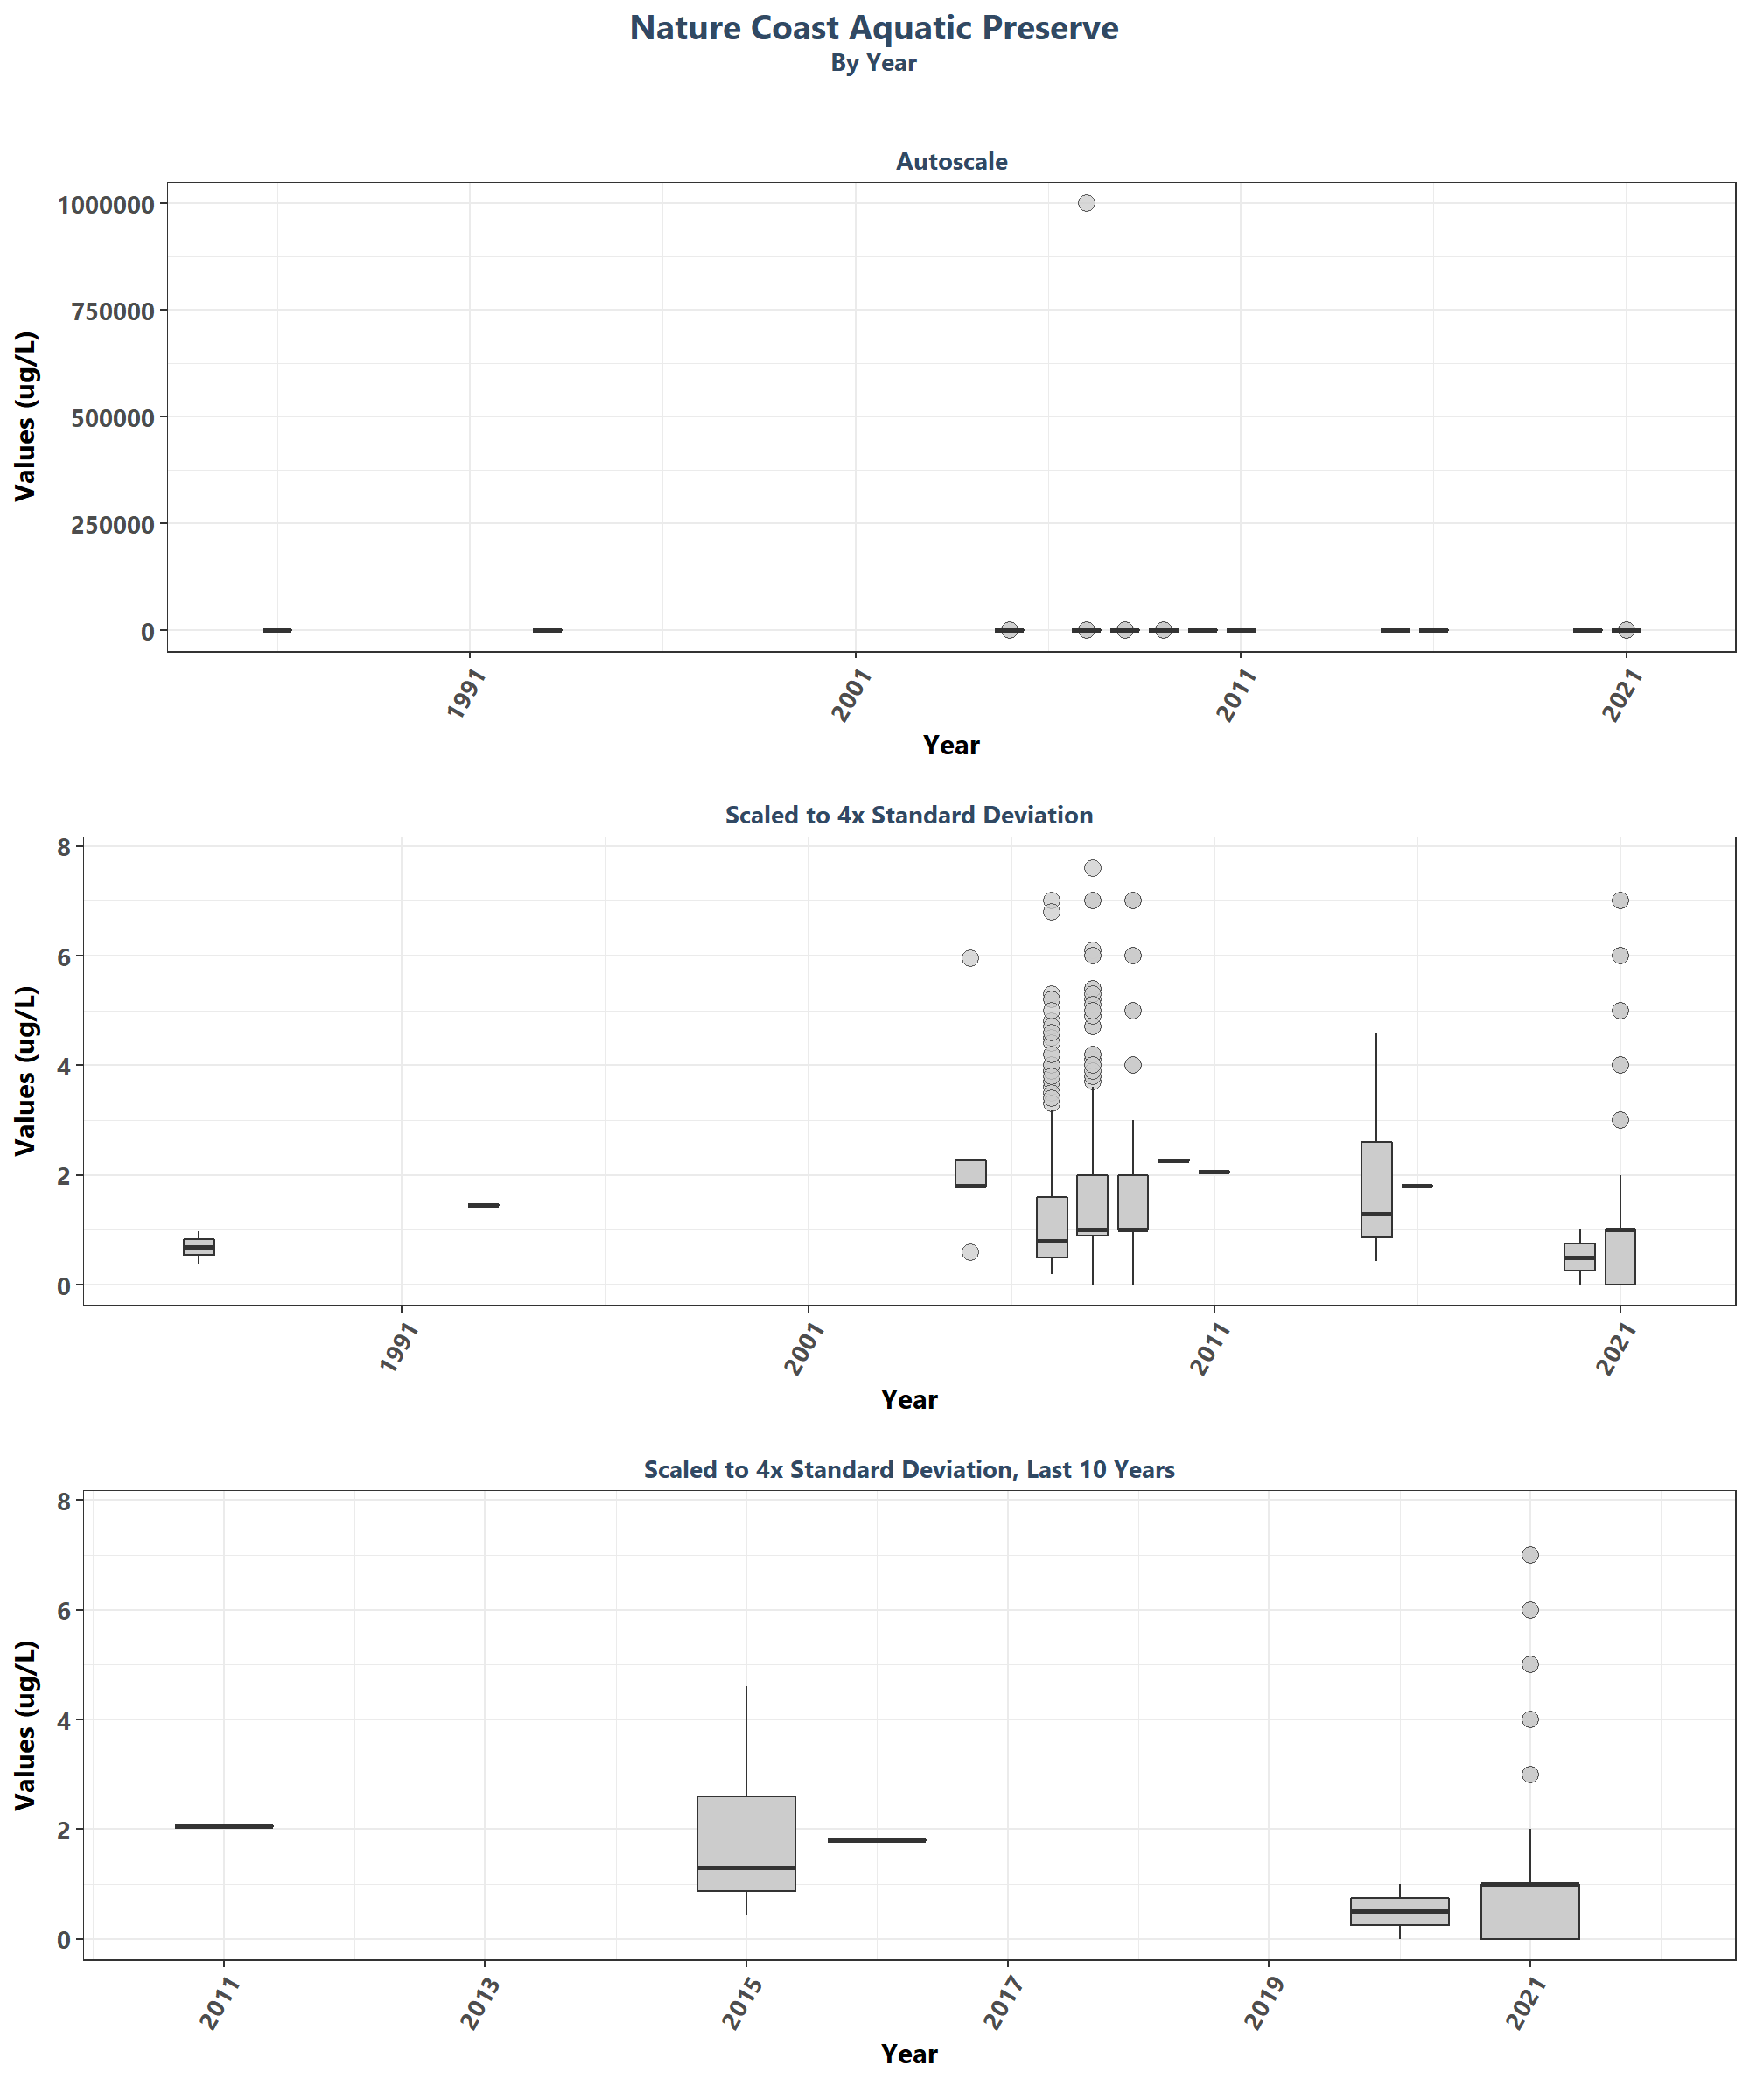 Nature Coast Aquatic Preserve
By Year
Autoscale
Values (ug/L)
1000000
750000
500000
250000
0
1991
2001
2011
2021
Year
Scaled to 4x Standard Deviation
Values (ug/L)
8
6
4
2
0
1991
2001
2011
2021
Year
Scaled to 4x Standard Deviation, Last 10 Years
Values (ug/L)
8
6
4
2
0
2011
2013
2015
2017
2019
2021
Year